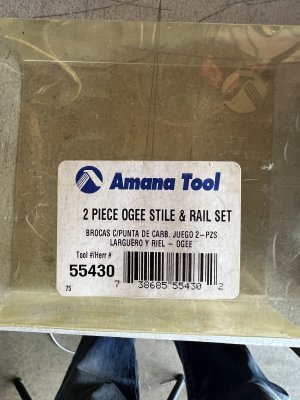 Amana Tool
2 PIECE OGEE STILE & RAIL SET
BROCAS C/PUNTA DE CARB. JUEGO 2-PZS
LARGUERO Y RIEL - OGEE
Tool #/Herr #
55430
75
7 38685 55430 2